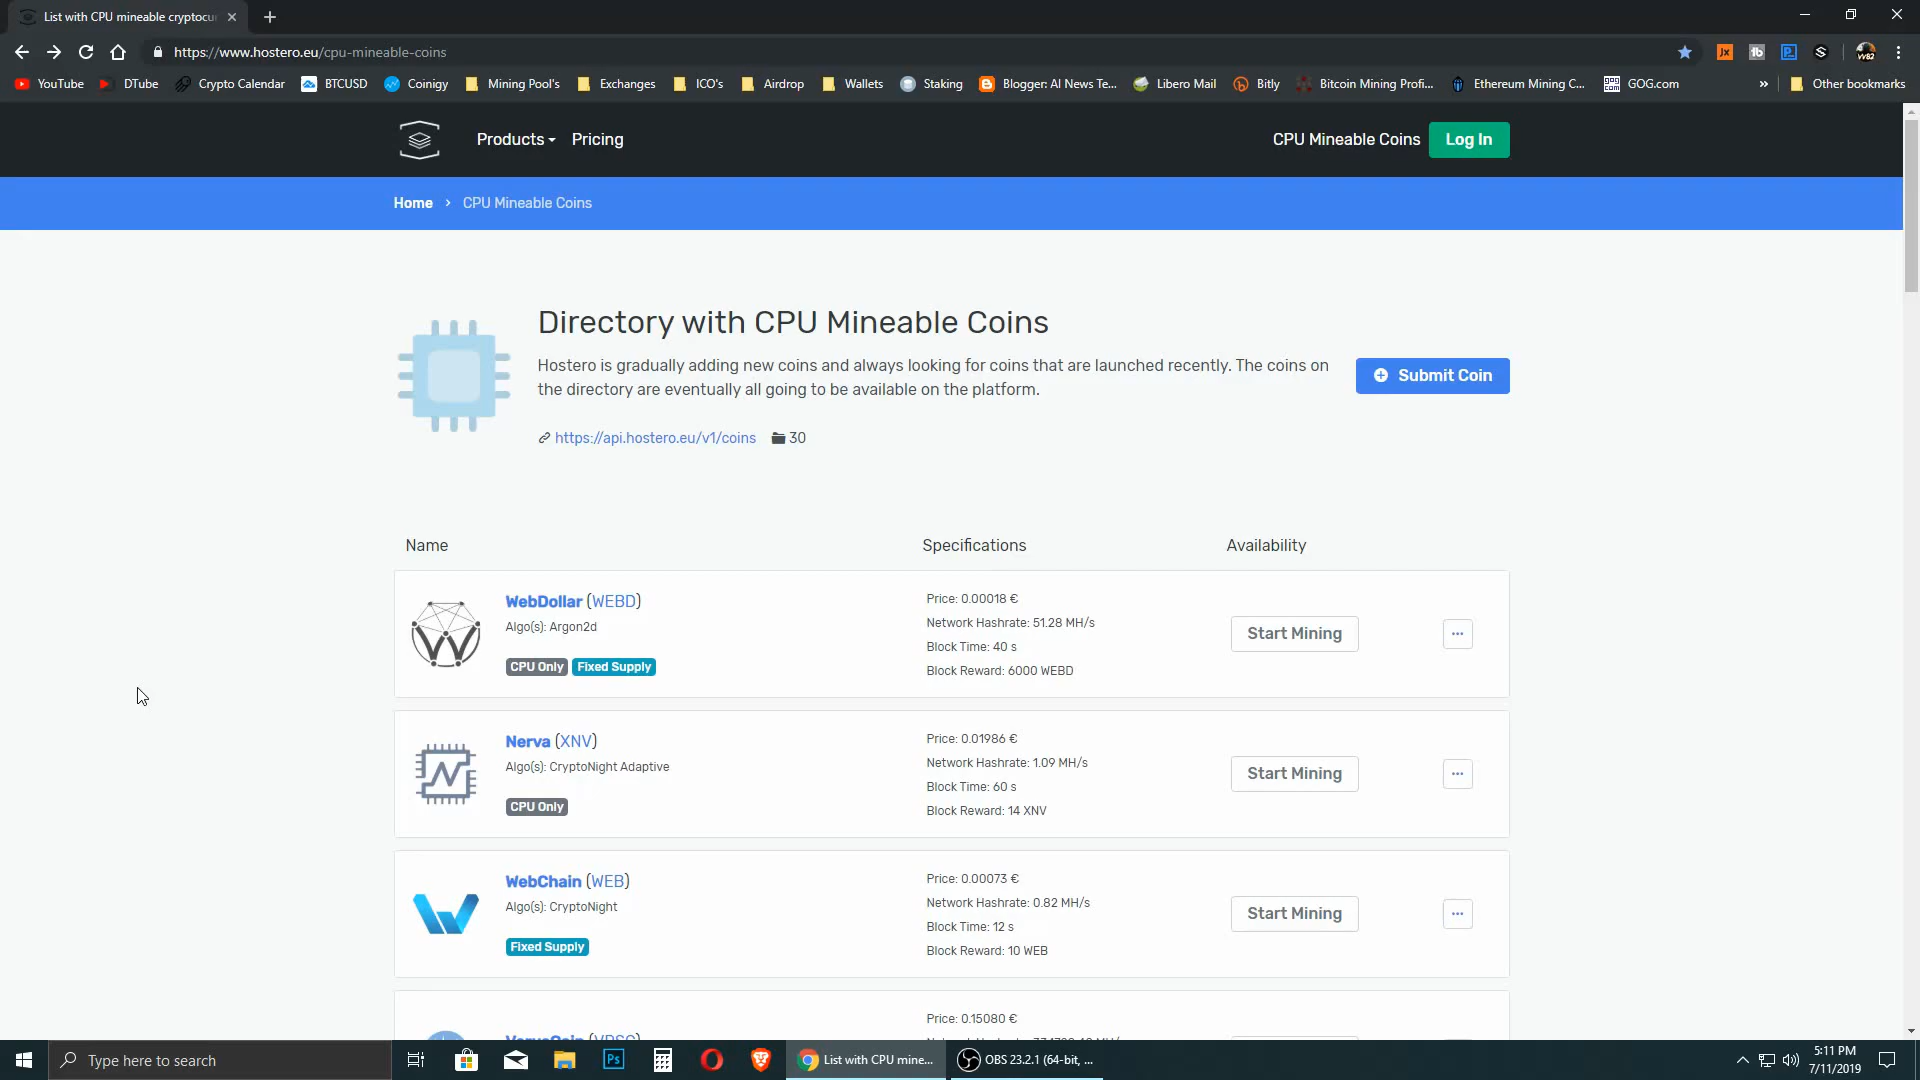 List with CPU mineable cryptocu
https://www.hostero.eu/cpu-mineable-coins
YouTube DTube Crypto Calendar BTCUSD Coinigy Mining Pool's Exchanges ICO's Airdrop Wallets Staking Blogger: AI News Te... Libero Mail Bitly Bitcoin Mining Profi... Ethereum Mining C... GOG.com » Other bookmarks
Products Pricing CPU Mineable Coins Log In
Home › CPU Mineable Coins
Directory with CPU Mineable Coins
Hostero is gradually adding new coins and always looking for coins that are launched recently. The coins on
the directory are eventually all going to be available on the platform.
Submit Coin
https://api.hostero.eu/v1/coins 30
Name Specifications Availability
WebDollar (WEBD)
Algo(s): Argon2d
CPU Only Fixed Supply
Price: 0.00018 €
Network Hashrate: 51.28 MH/s
Block Time: 40 s
Block Reward: 6000 WEBD
Start Mining
Nerva (XNV)
Algo(s): CryptoNight Adaptive
CPU Only
Price: 0.01986 €
Network Hashrate: 1.09 MH/s
Block Time: 60 s
Block Reward: 14 XNV
Start Mining
WebChain (WEB)
Algo(s): CryptoNight
Fixed Supply
Price: 0.00073 €
Network Hashrate: 0.82 MH/s
Block Time: 12 s
Block Reward: 10 WEB
Start Mining
Price: 0.15080 €
Type here to search
Ps
List with CPU mine...
OBS 23.2.1 (64-bit, ...
5:11 PM
7/11/2019